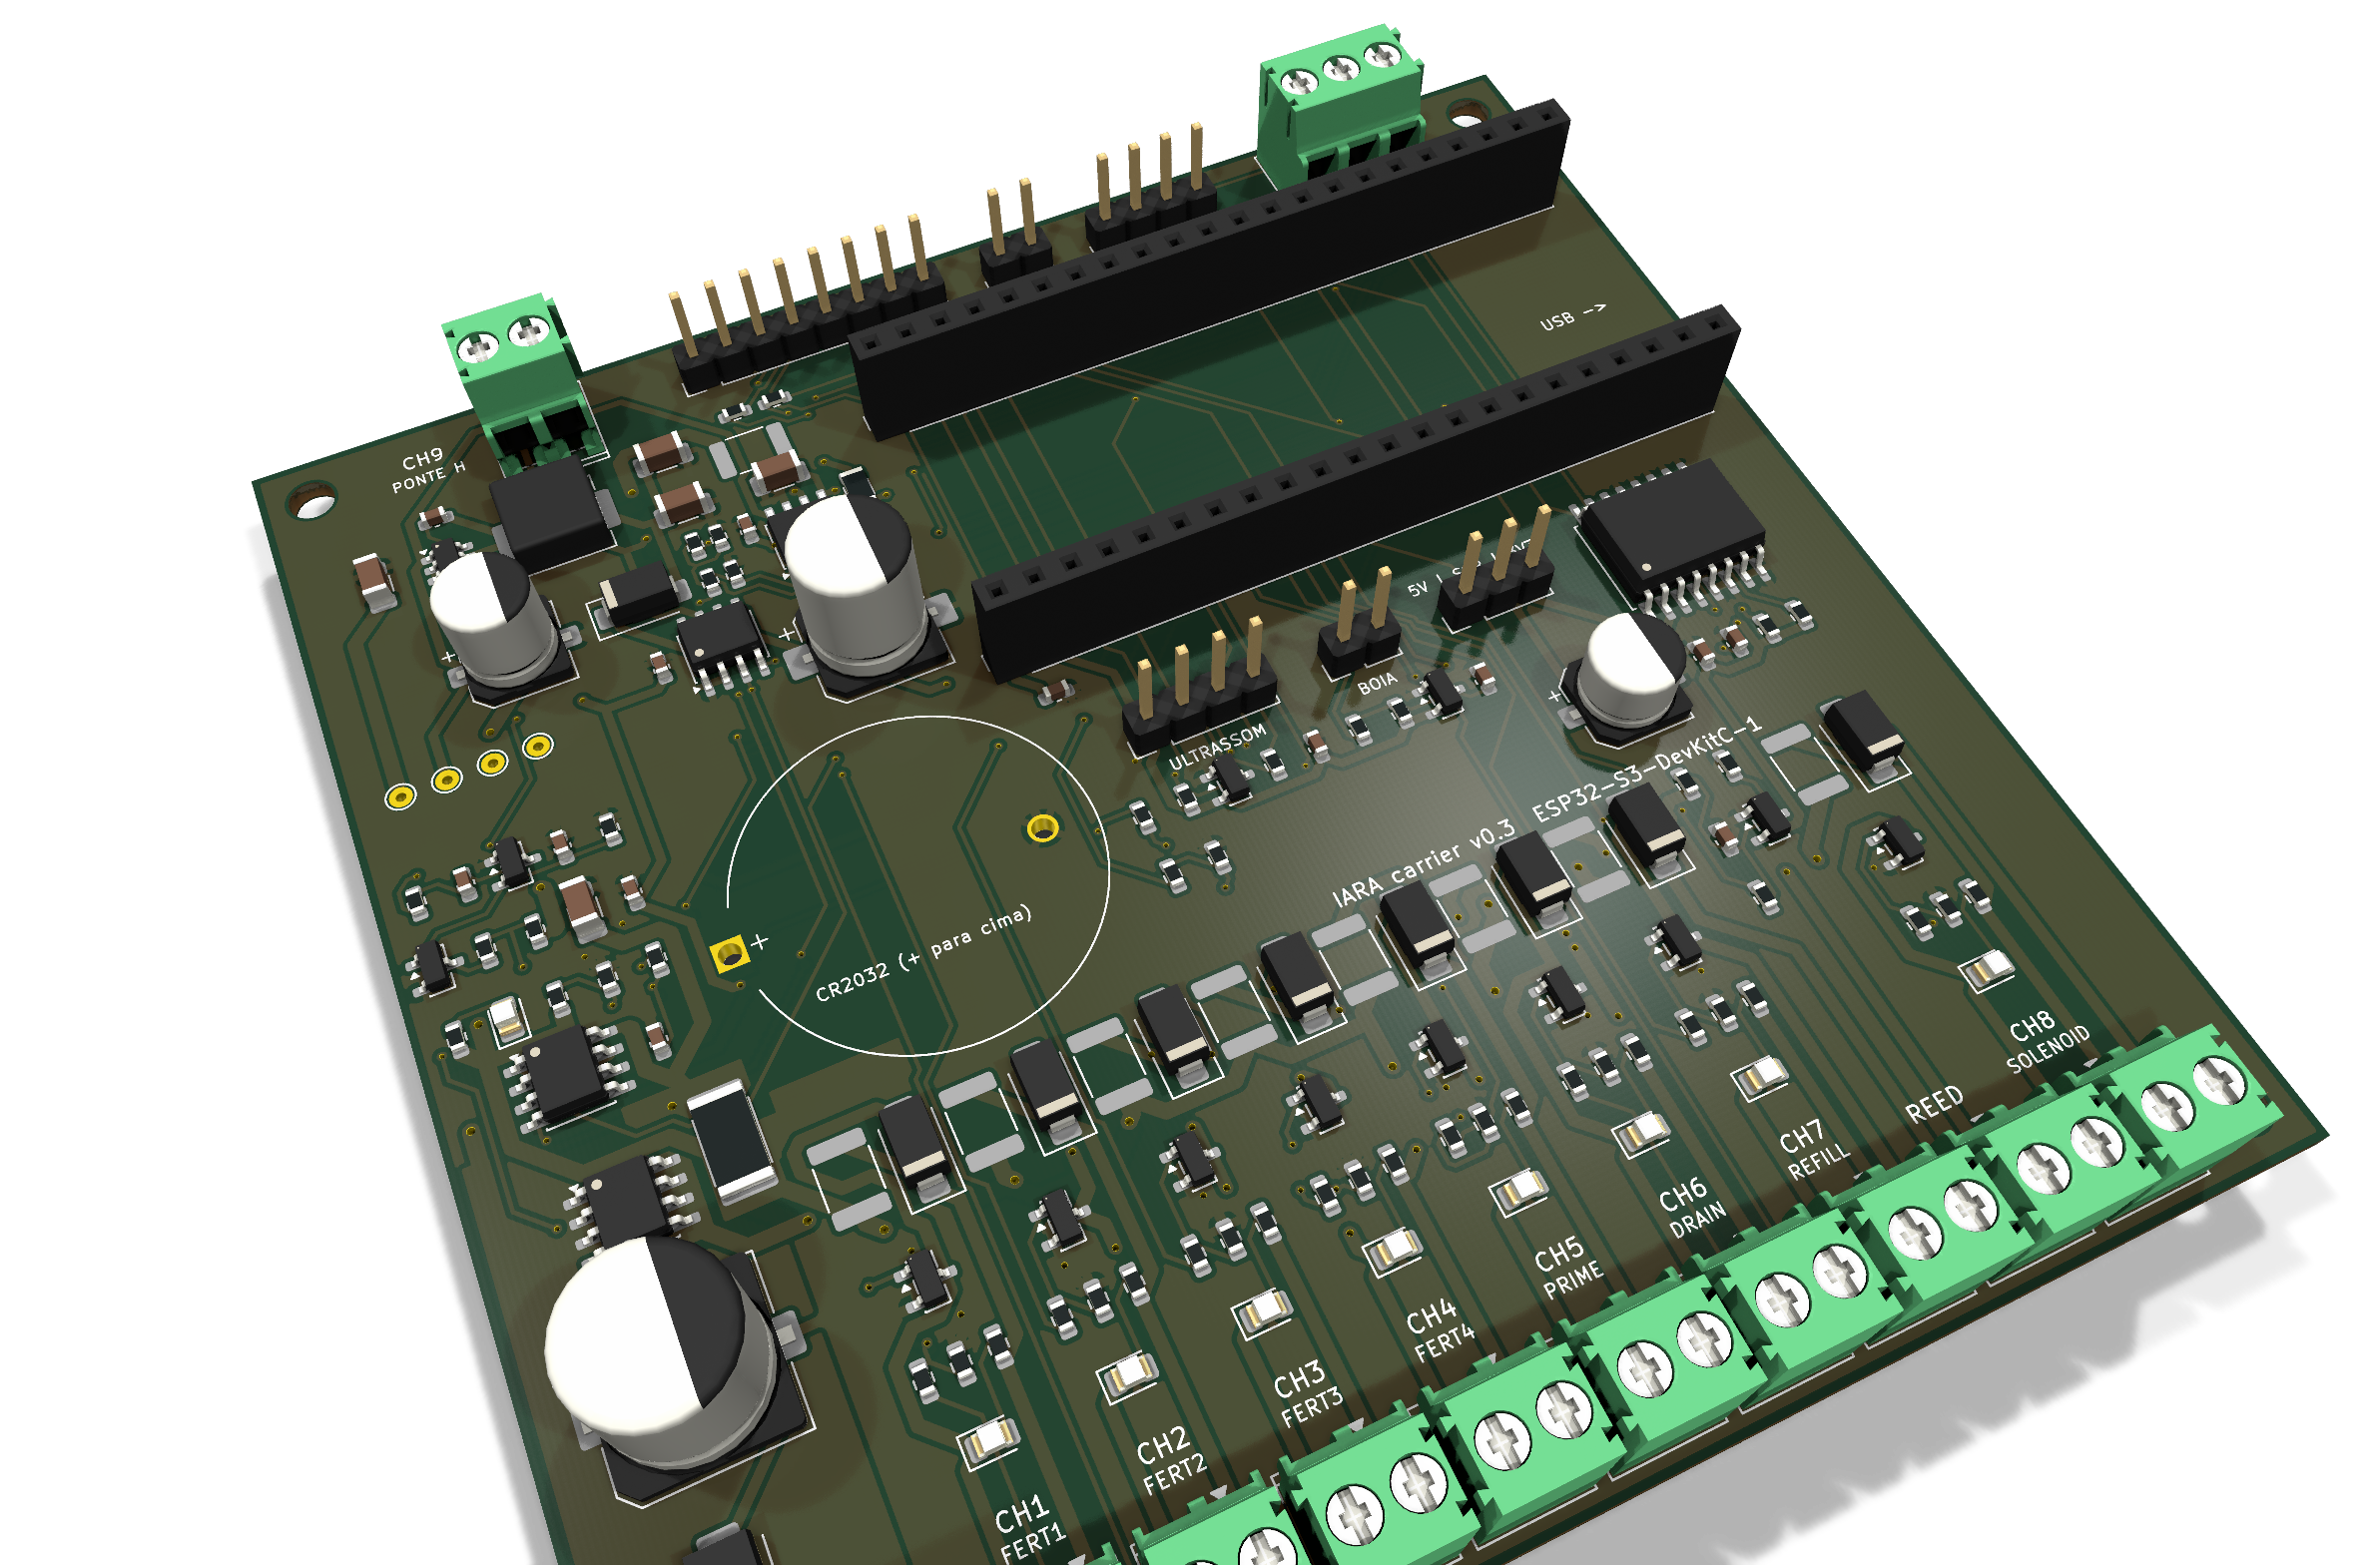 USB ->
CH9
PONTE H
5V
BOIA
ULTRASSOM
IARA carrier v0.3  ESP32-S3-DevKitC-1
+
+
+
+
CR2032 (+ para cima)
CH8
SOLENOID
REED
CH7
REFILL
CH6
DRAIN
CH5
PRIME
CH4
FERT4
CH3
FERT3
CH2
FERT2
CH1
FERT1